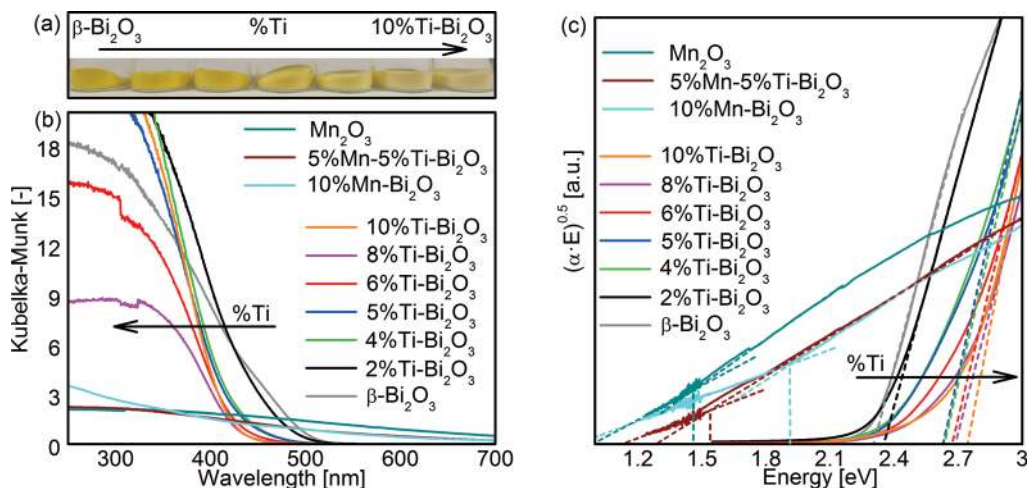 (a)
β-Bi₂O₃ %Ti 10%Ti-Bi₂O₃
(b)
Kubelka-Munk [-]
18
15
12
9
6
3
0
Mn₂O₃
5%Mn-5%Ti-Bi₂O₃
10%Mn-Bi₂O₃
10%Ti-Bi₂O₃
8%Ti-Bi₂O₃
6%Ti-Bi₂O₃
5%Ti-Bi₂O₃
4%Ti-Bi₂O₃
2%Ti-Bi₂O₃
β-Bi₂O₃
%Ti
300 400 500 600 700
Wavelength [nm]
(c)
(α·E)^0.5 [a.u.]
Mn₂O₃
5%Mn-5%Ti-Bi₂O₃
10%Mn-Bi₂O₃
10%Ti-Bi₂O₃
8%Ti-Bi₂O₃
6%Ti-Bi₂O₃
5%Ti-Bi₂O₃
4%Ti-Bi₂O₃
2%Ti-Bi₂O₃
β-Bi₂O₃
%Ti
1.2 1.5 1.8 2.1 2.4 2.7 3
Energy [eV]